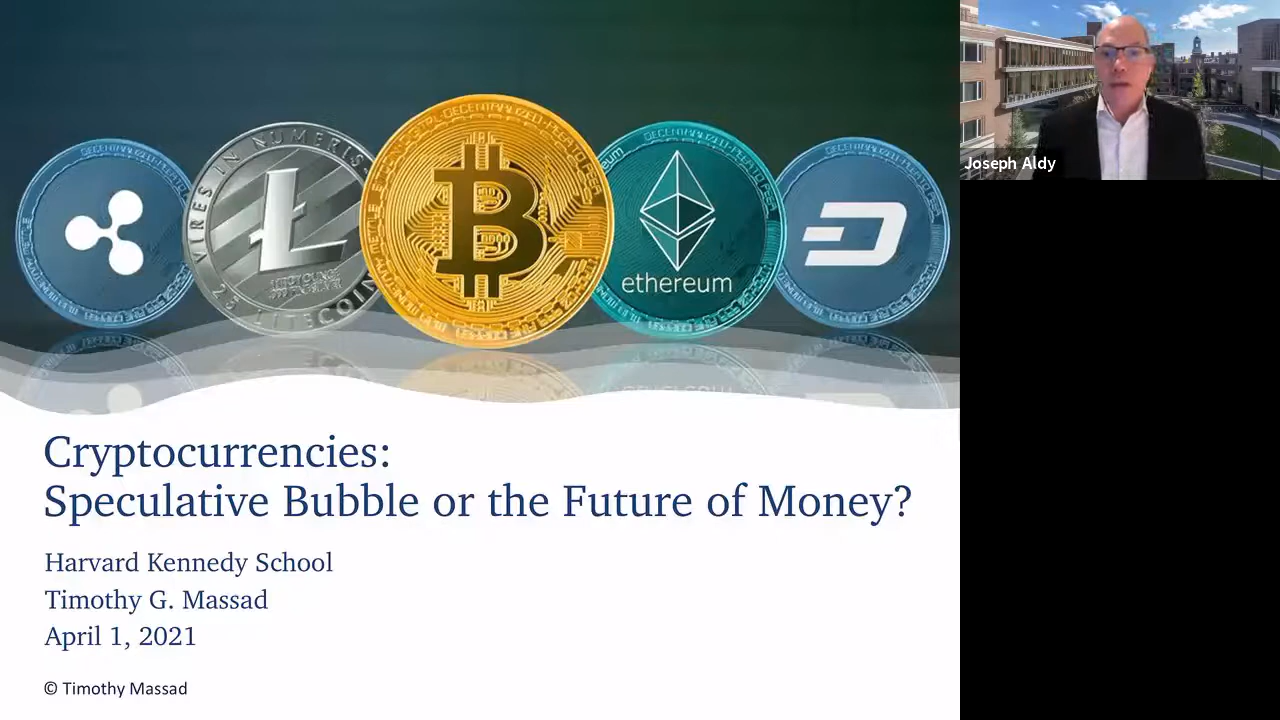 VIRES IN NUMERIS
LITECOIN
ethereum
Joseph Aldy
Cryptocurrencies:
Speculative Bubble or the Future of Money?
Harvard Kennedy School
Timothy G. Massad
April 1, 2021
© Timothy Massad